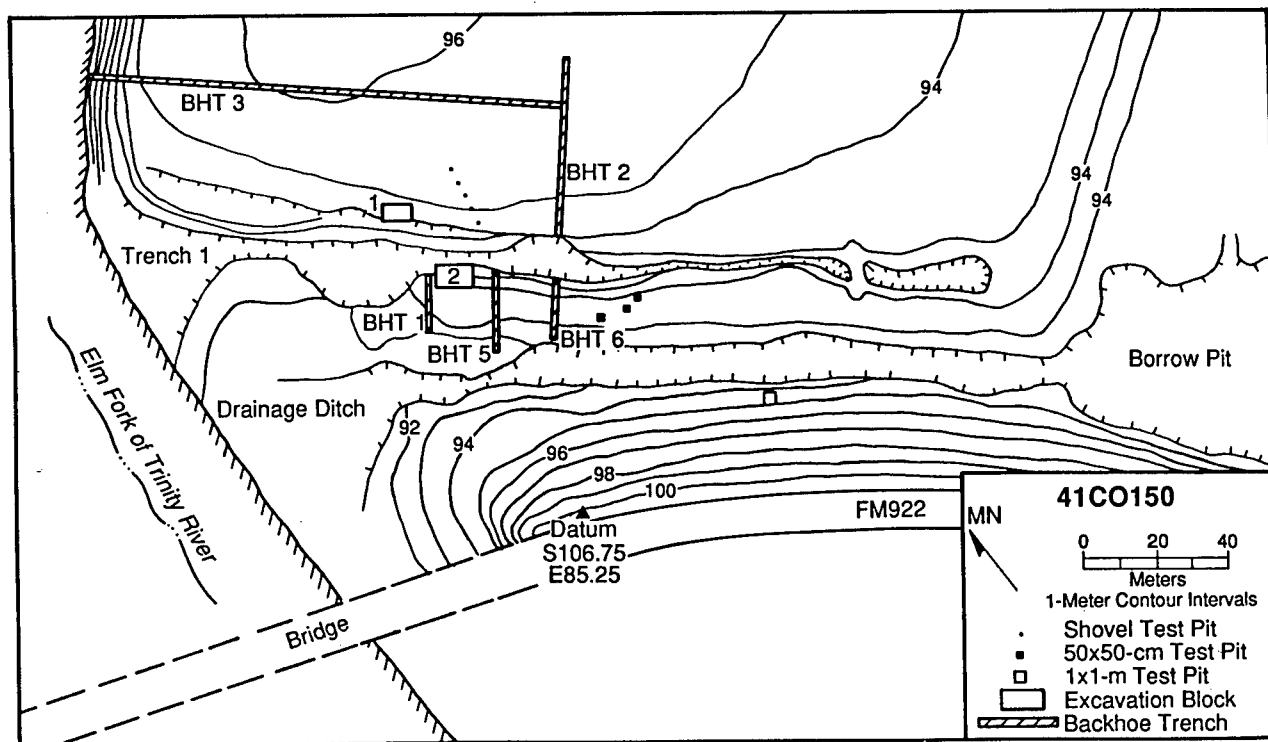 96
BHT 3
94
BHT 2
94
94
1
Trench 1
2
BHT 1
BHT 6
BHT 5
Borrow Pit
Drainage Ditch
Elm Fork of Trinity River
92
94
96
98
100
FM922
Datum
S106.75
E85.25
Bridge
41CO150
MN
0 20 40
Meters
1-Meter Contour Intervals
Shovel Test Pit
50x50-cm Test Pit
1x1-m Test Pit
Excavation Block
Backhoe Trench